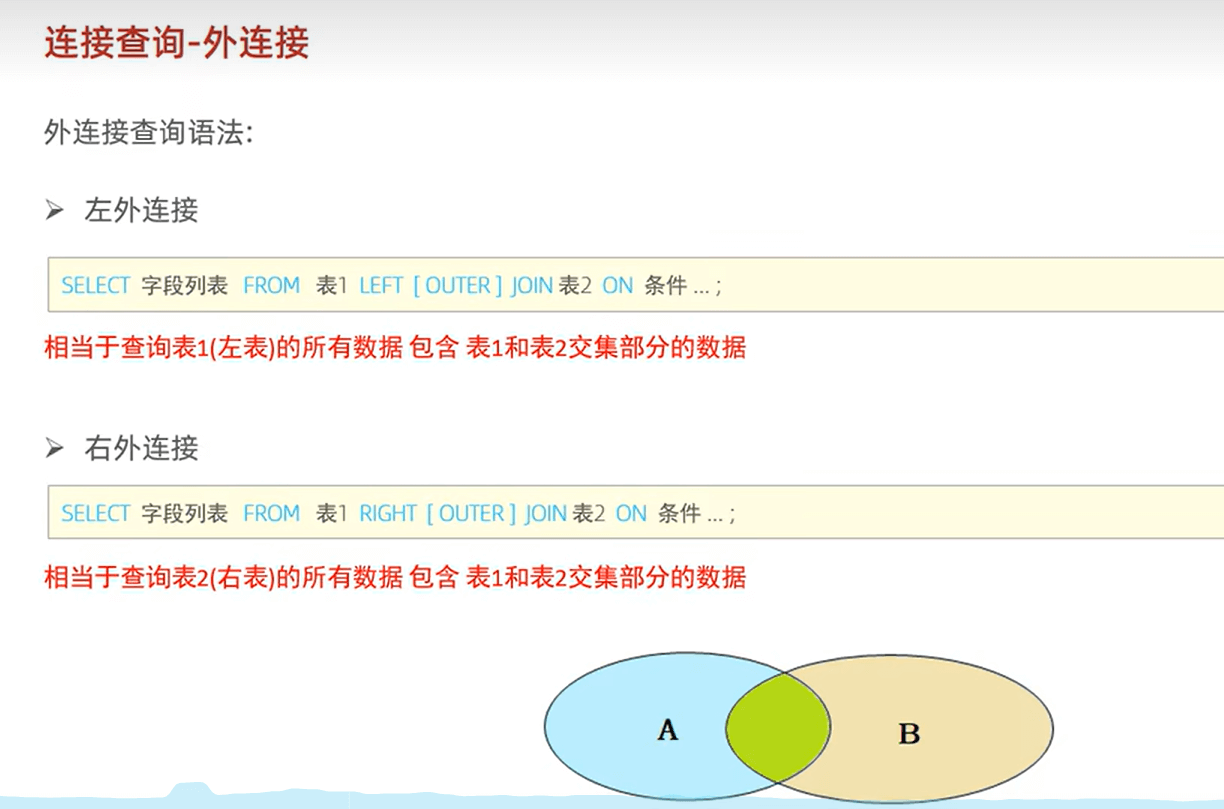 连接查询-外连接
外连接查询语法:
➢ 左外连接
SELECT 字段列表 FROM 表1 LEFT [ OUTER ] JOIN 表2 ON 条件 ... ;
相当于查询表1(左表)的所有数据 包含 表1和表2交集部分的数据
➢ 右外连接
SELECT 字段列表 FROM 表1 RIGHT [ OUTER ] JOIN 表2 ON 条件 ... ;
相当于查询表2(右表)的所有数据 包含 表1和表2交集部分的数据
A B